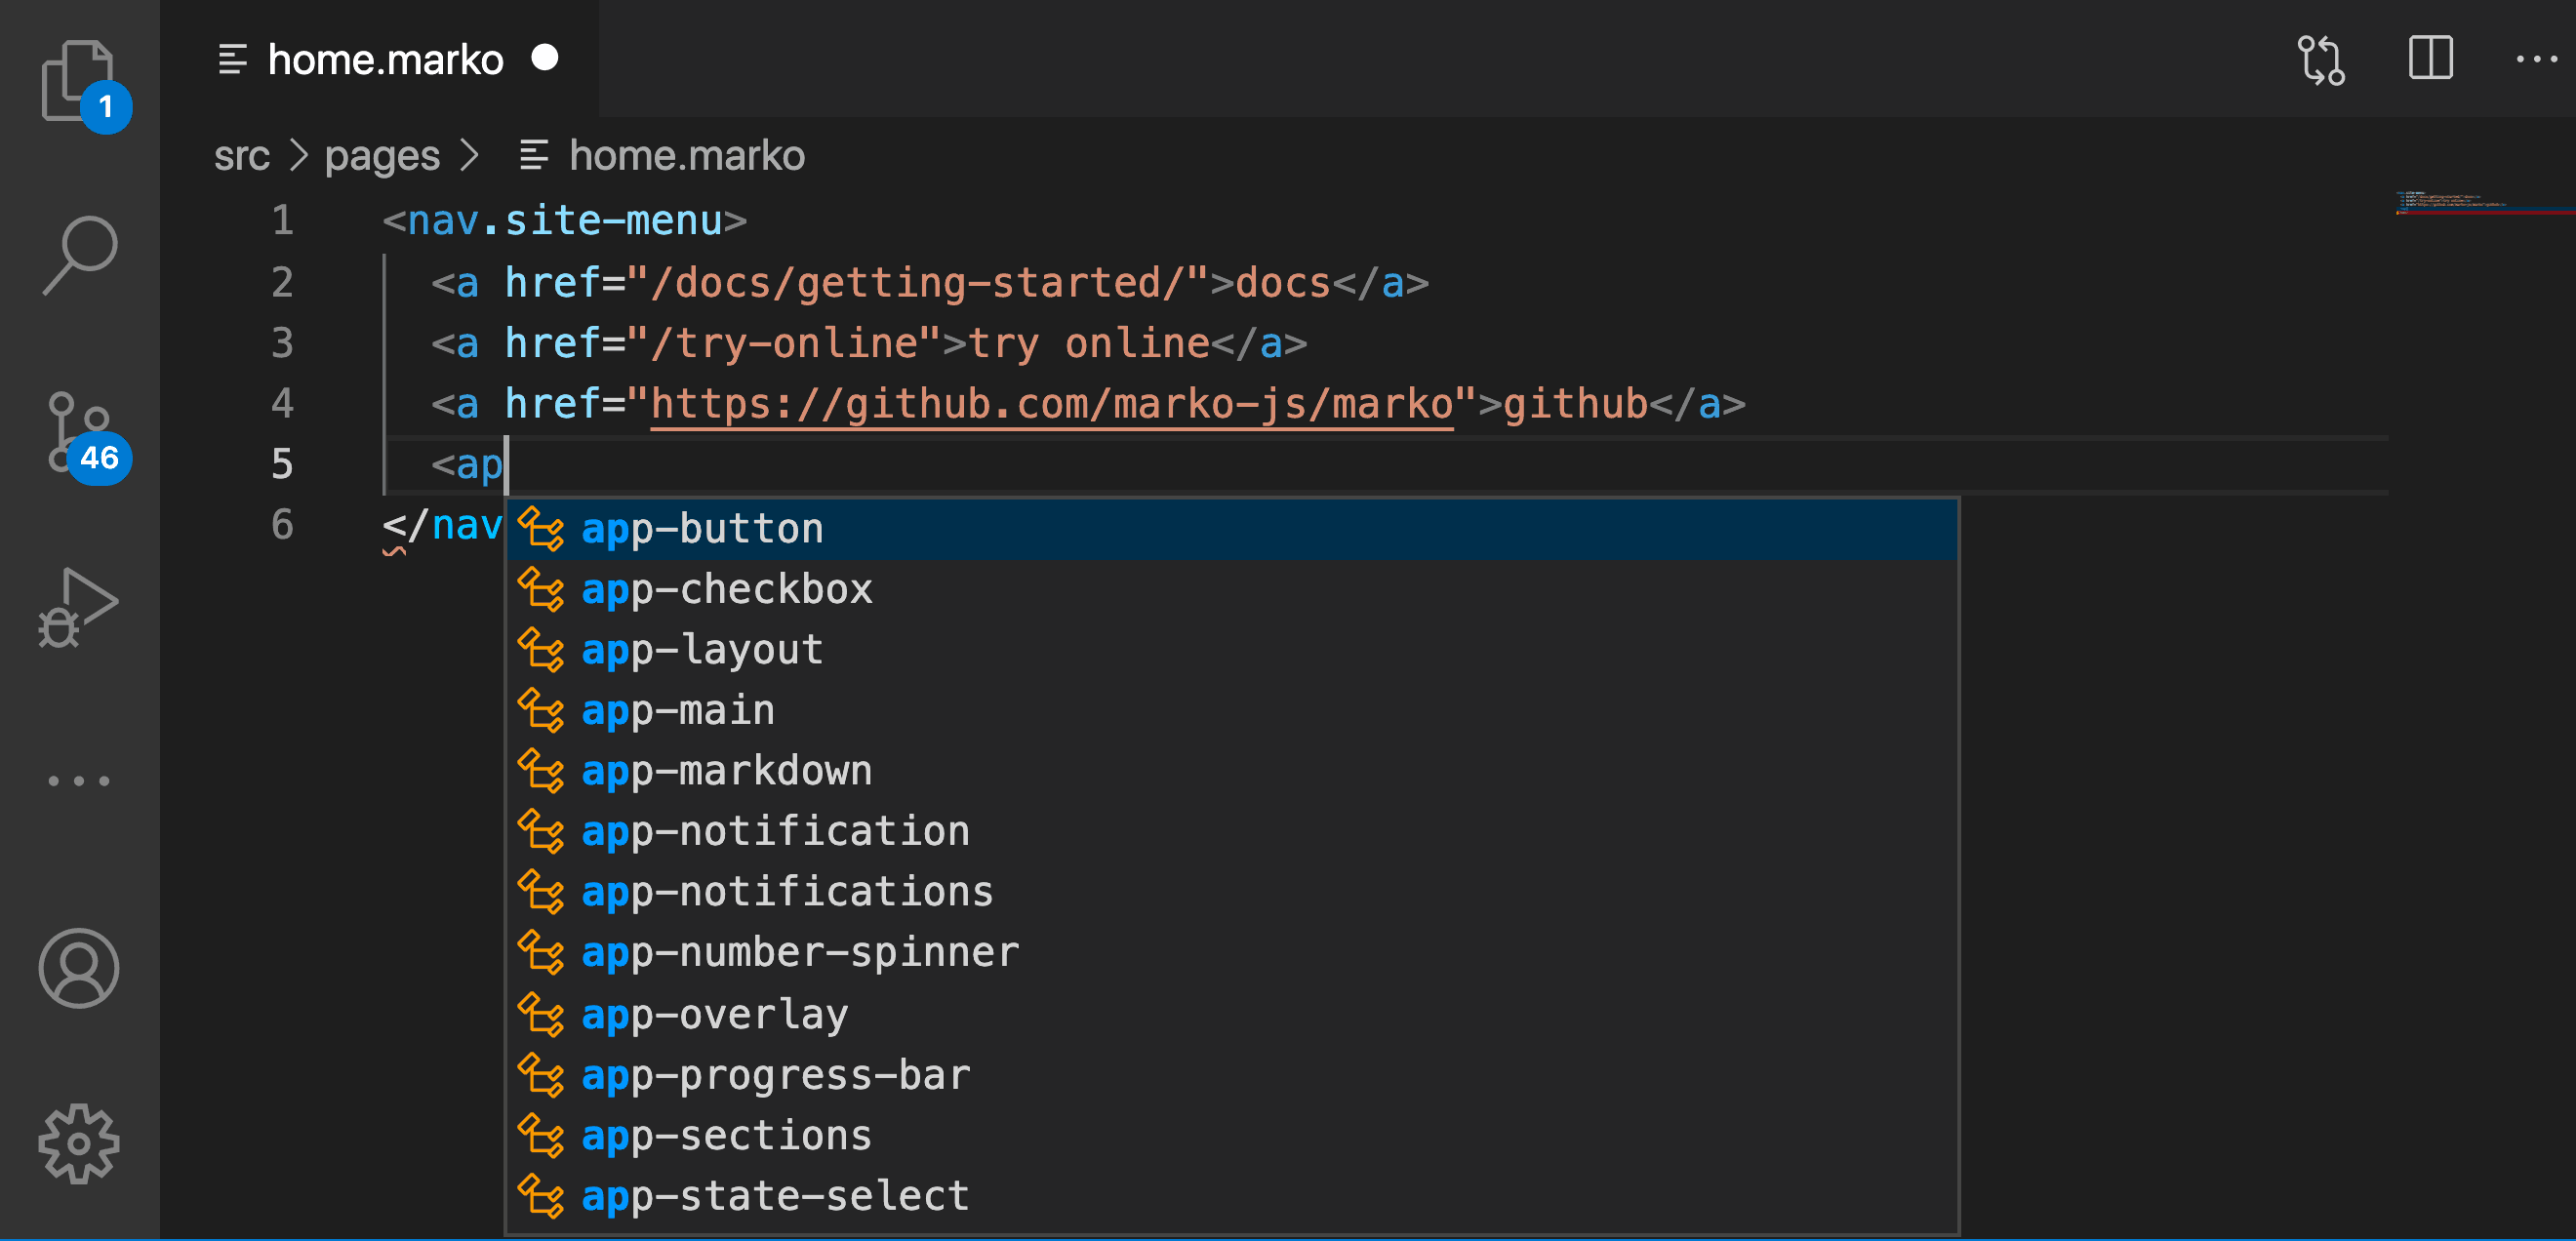 home.marko
1
src > pages > home.marko
1 <nav.site-menu>
2 <a href="/docs/getting-started/">docs</a>
3 <a href="/try-online">try online</a>
4 <a href="https://github.com/marko-js/marko">github</a>
46
5 <ap
6 </nav
app-button
app-checkbox
app-layout
app-main
app-markdown
app-notification
app-notifications
app-number-spinner
app-overlay
app-progress-bar
app-sections
app-state-select